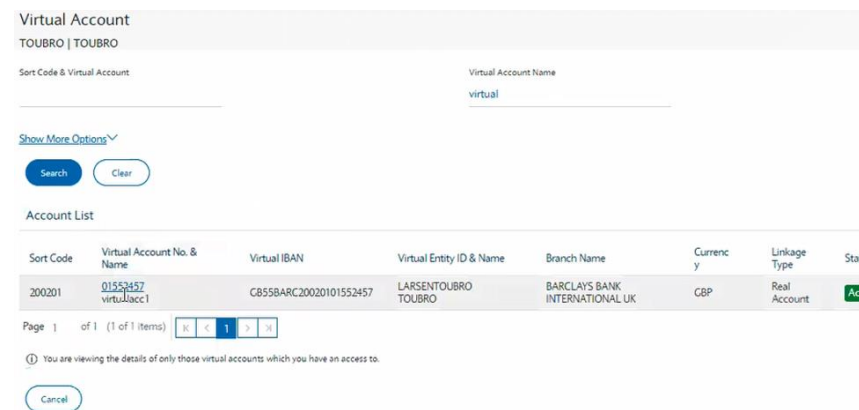 Virtual Account
TOUBRO | TOUBRO
Sort Code & Virtual Account
Virtual Account Name
virtual
Show More Options
Search Clear
Account List
Sort Code Virtual Account No. & Name Virtual IBAN Virtual Entity ID & Name Branch Name Currency Linkage Type Sta
200201 01552457 GB55BARC20020101552457 LARSENTOUBRO BARCLAYS BANK GBP Real
virtualacc1 TOUBRO INTERNATIONAL UK Account
Page 1 of 1 (1 of 1 items) 1
You are viewing the details of only those virtual accounts which you have an access to.
Cancel